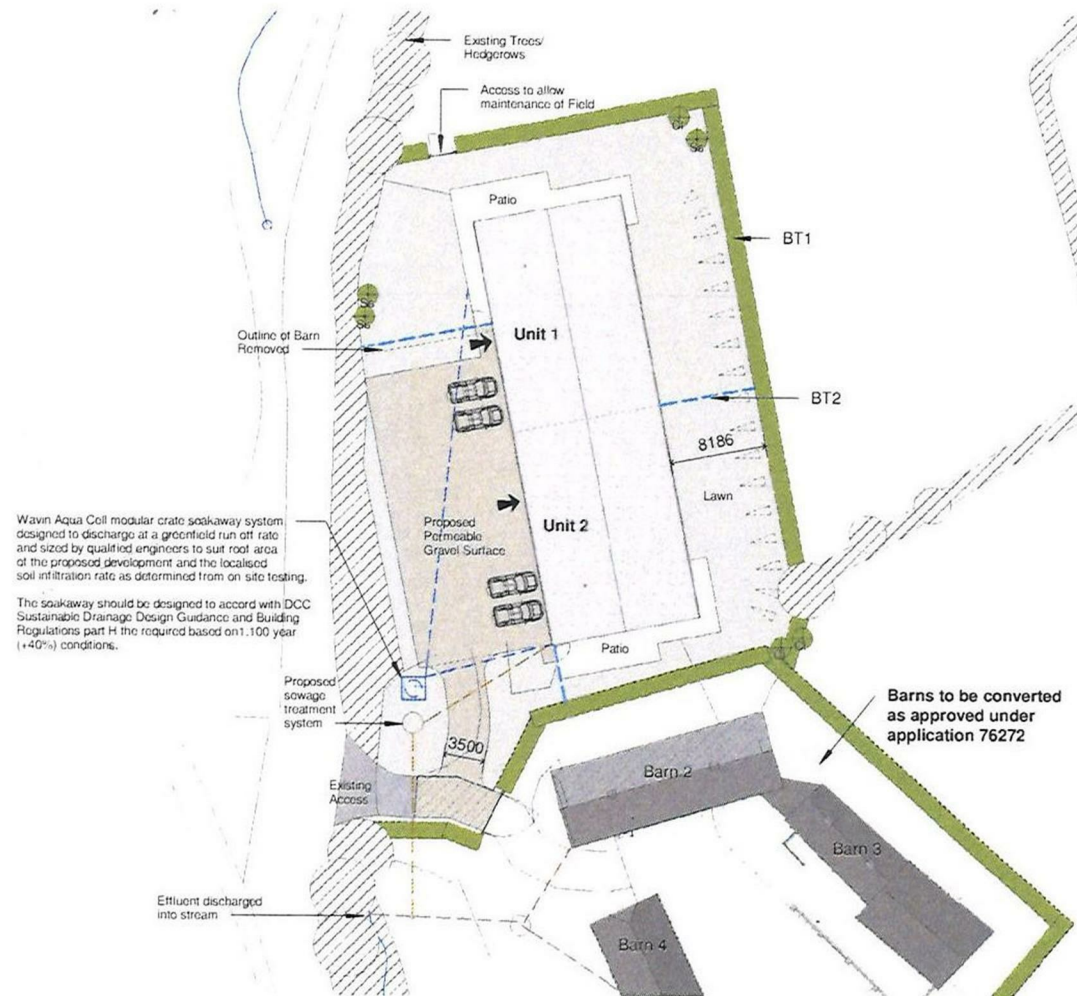 Existing Trees/
Hedgerows
Access to allow
maintenance of Field
Patio
BT1
Outline of Barn
Removed
Unit 1
BT2
8186
Lawn
Wavin Aqua Cell modular crate soakaway system
designed to discharge at a greenfield run off rate
and sized by qualified engineers to suit roof area
of the proposed development and the localised
soil infiltration rate as determined from on site testing.
The soakaway should be designed to accord with DCC
Sustainable Drainage Design Guidance and Building
Regulations part H the required based on1:100 year
(+40%) conditions.
Proposed
Permeable
Gravel Surface
Unit 2
Patio
Proposed
sewage
treatment
system
3500
Barns to be converted
as approved under
application 76272
Existing
Access
Barn 2
Barn 3
Effluent discharged
into stream
Barn 4